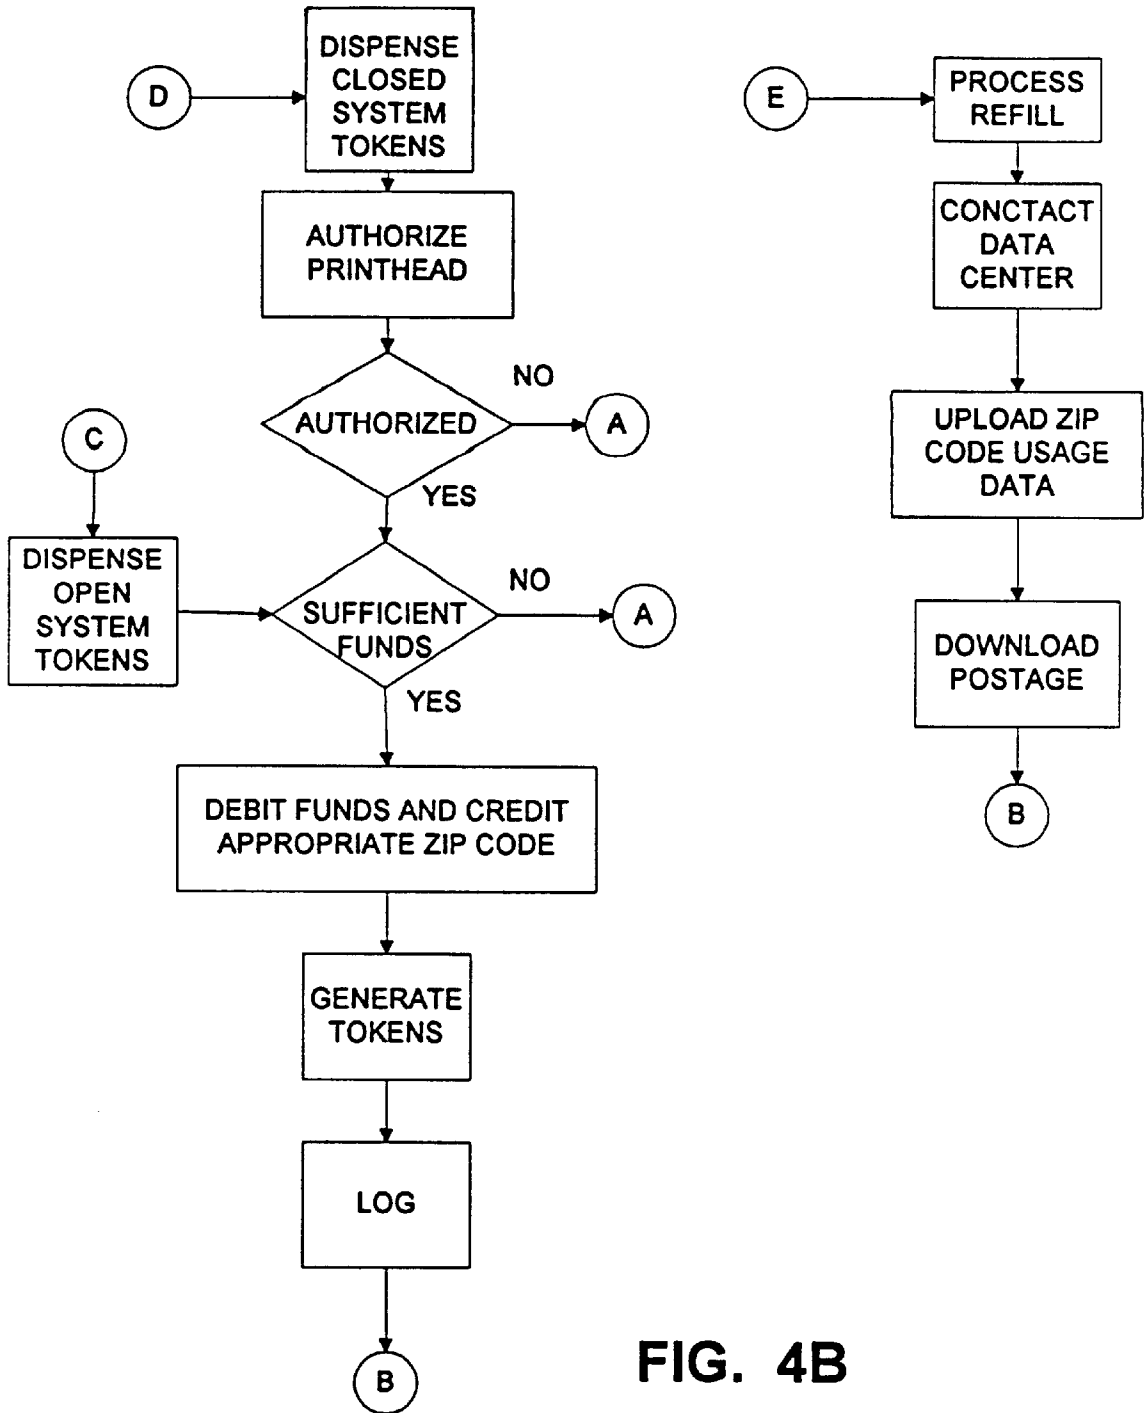 D
DISPENSE
CLOSED
SYSTEM
TOKENS
AUTHORIZE
PRINTHEAD
AUTHORIZED
NO
A
YES
C
DISPENSE
OPEN
SYSTEM
TOKENS
SUFFICIENT
FUNDS
NO
A
YES
DEBIT FUNDS AND CREDIT
APPROPRIATE ZIP CODE
GENERATE
TOKENS
LOG
B
E
PROCESS
REFILL
CONCTACT
DATA
CENTER
UPLOAD ZIP
CODE USAGE
DATA
DOWNLOAD
POSTAGE
B
FIG. 4B